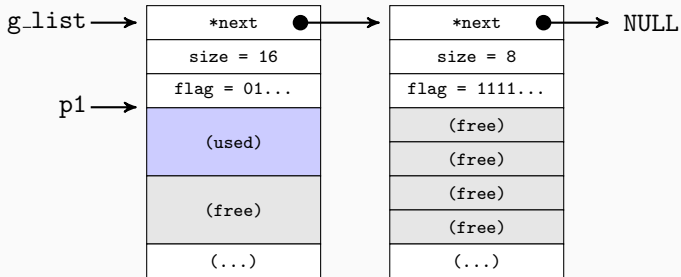 g_list
*next
size = 16
flag = 01...
p1
(used)
(free)
(...)
*next
size = 8
flag = 1111...
(free)
(free)
(free)
(free)
(...)
NULL